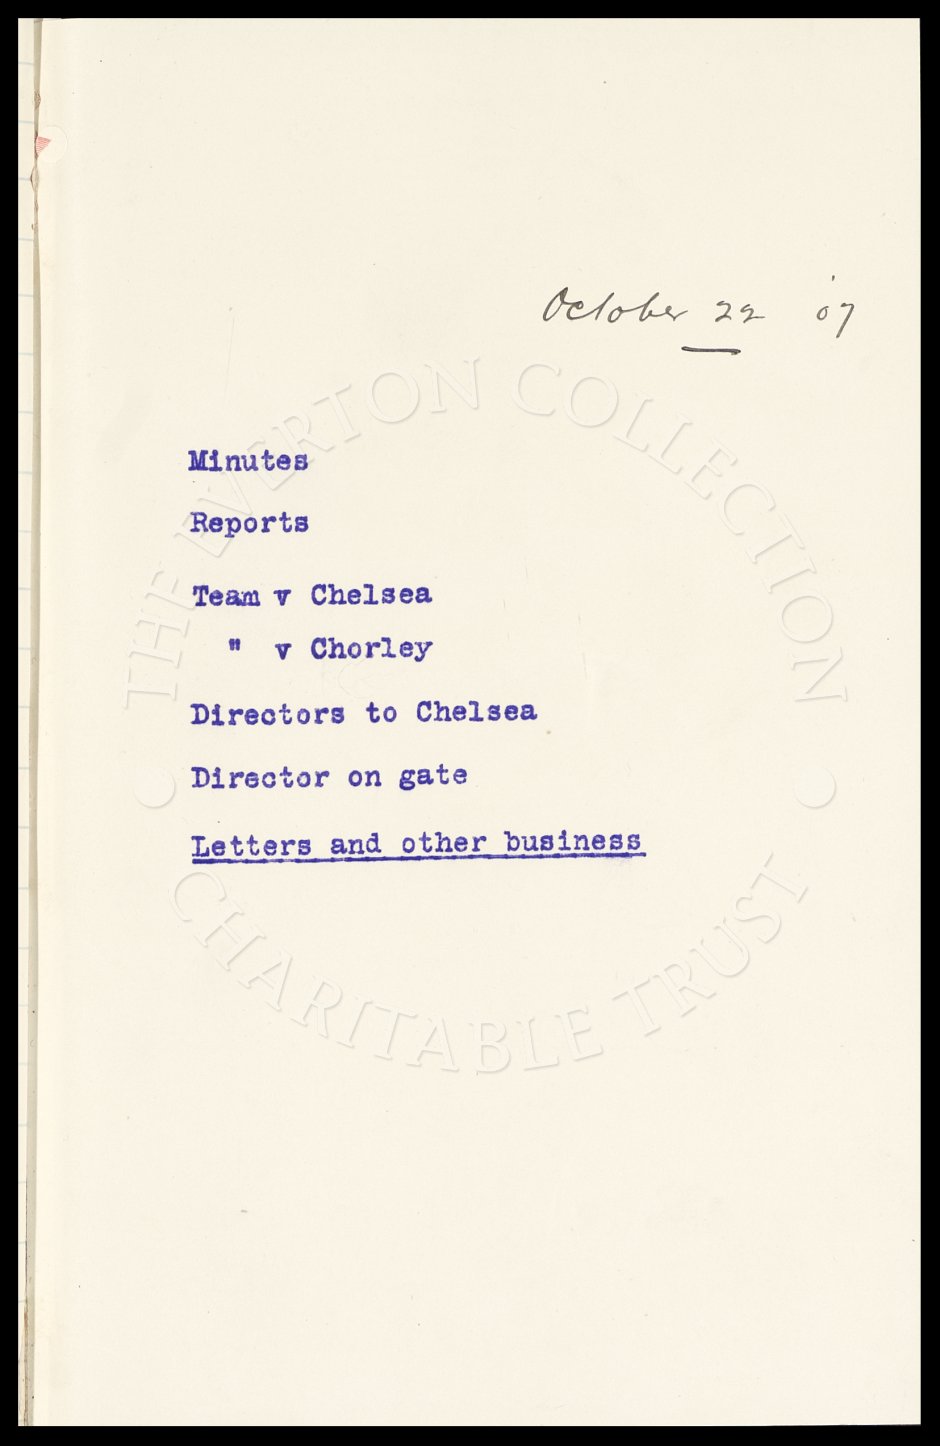 October 22 '07
Minutes
Reports
Team v Chelsea
" v Chorley
Directors to Chelsea
Director on gate
Letters and other business
THE EVERTON COLLECTION
CHARITABLE TRUST